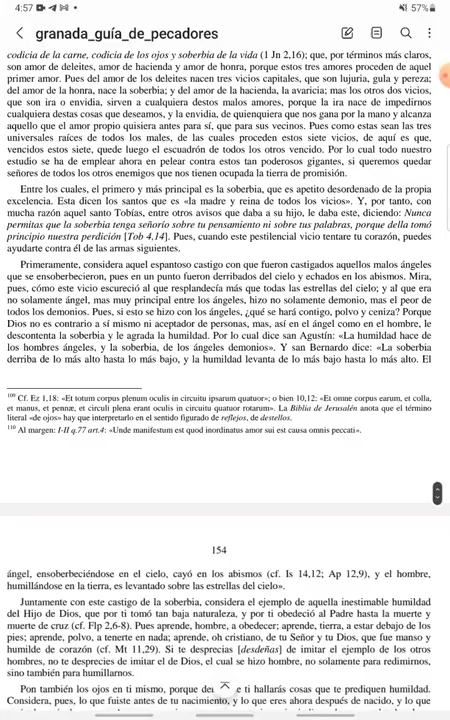 4:57
57%
granada_guía_de_pecadores
codicia de la carne, codicia de los ojos y soberbia de la vida (1 Jn 2,16); que, por términos más claros,
son amor de deleites, amor de hacienda y amor de honra, porque estos tres amores proceden de aquel
primer amor. Pues del amor de los deleites nacen tres vicios capitales, que son lujuria, gula y pereza;
del amor de la honra, nace la soberbia; y del amor de la hacienda, la avaricia; mas los otros dos vicios,
que son ira o envidia, sirven a cualquiera destos malos amores, porque la ira nace de impedirnos
cualquiera destas cosas que deseamos, y la envidia, de quienquiera que nos gana por la mano y alcanza
aquello que el amor propio quisiera antes para sí, que para sus vecinos. Pues como estas sean las tres
universales raíces de todos los males, de las cuales proceden estos siete vicios, de aquí es que,
vencidos estos siete, quede luego el escuadrón de todos los otros vencido. Por lo cual todo nuestro
estudio se ha de emplear ahora en pelear contra estos tan poderosos gigantes, si queremos quedar
señores de todos los otros enemigos que nos tienen ocupada la tierra de promisión.
Entre los cuales, el primero y más principal es la soberbia, que es apetito desordenado de la propia
excelencia. Esta dicen los santos que es «la madre y reina de todos los vicios». Y, por tanto, con
mucha razón aquel santo Tobías, entre otros avisos que daba a su hijo, le daba este, diciendo: Nunca
permitas que la soberbia tenga señorío sobre tu pensamiento ni sobre tus palabras, porque della tomó
principio nuestra perdición [Tob 4,14]. Pues, cuando este pestilencial vicio tentare tu corazón, puedes
ayudarte contra él de las armas siguientes.
Primeramente, considera aquel espantoso castigo con que fueron castigados aquellos malos ángeles
que se ensoberbecieron, pues en un punto fueron derribados del cielo y echados en los abismos. Mira,
pues, cómo este vicio escureció al que resplandecía más que todas las estrellas del cielo; y al que era
no solamente ángel, mas muy principal entre los ángeles, hizo no solamente demonio, mas el peor de
todos los demonios. Pues, si esto se hizo con los ángeles, ¿qué se hará contigo, polvo y ceniza? Porque
Dios no es contrario a sí mismo ni aceptador de personas, mas, así en el ángel como en el hombre, le
descontenta la soberbia y le agrada la humildad. Por lo cual dice san Agustín: «La humildad hace de
los hombres ángeles, y la soberbia, de los ángeles demonios». Y san Bernardo dice: «La soberbia
derriba de lo más alto hasta lo más bajo, y la humildad levanta de lo más bajo hasta lo más alto. El
109 Cf. Ez 1,18: «Et totum corpus plenum oculis in circuitu ipsarum quatuor»; o bien 10,12: «Et omne corpus earum, et colla,
et manus, et pennæ, et circuli plena erant oculis in circuitu quatuor rotarum». La Biblia de Jerusalén anota que el término
literal «de ojos» hay que interpretarlo en el sentido figurado de reflejos, de destellos.
110 Al margen: I-II q.77 art.4: «Unde manifestum est quod inordinatus amor sui est causa omnis peccati».
154
ángel, ensoberbeciéndose en el cielo, cayó en los abismos (cf. Is 14,12; Ap 12,9), y el hombre,
humillándose en la tierra, es levantado sobre las estrellas del cielo».
Juntamente con este castigo de la soberbia, considera el ejemplo de aquella inestimable humildad
del Hijo de Dios, que por ti tomó tan baja naturaleza, y por ti obedeció al Padre hasta la muerte y
muerte de cruz (cf. Flp 2,6-8). Pues aprende, hombre, a obedecer; aprende, tierra, a estar debajo de los
pies; aprende, polvo, a tenerte en nada; aprende, oh cristiano, de tu Señor y tu Dios, que fue manso y
humilde de corazón (cf. Mt 11,29). Si te desprecias [desdeñas] de imitar el ejemplo de los otros
hombres, no te desprecies de imitar el de Dios, el cual se hizo hombre, no solamente para redimirnos,
sino también para humillarnos.
Pon también los ojos en ti mismo, porque e ti hallarás cosas que te prediquen humildad.
Considera, pues, lo que fuiste antes de tu nacimiento, y lo que eres ahora después de nacido, y lo que